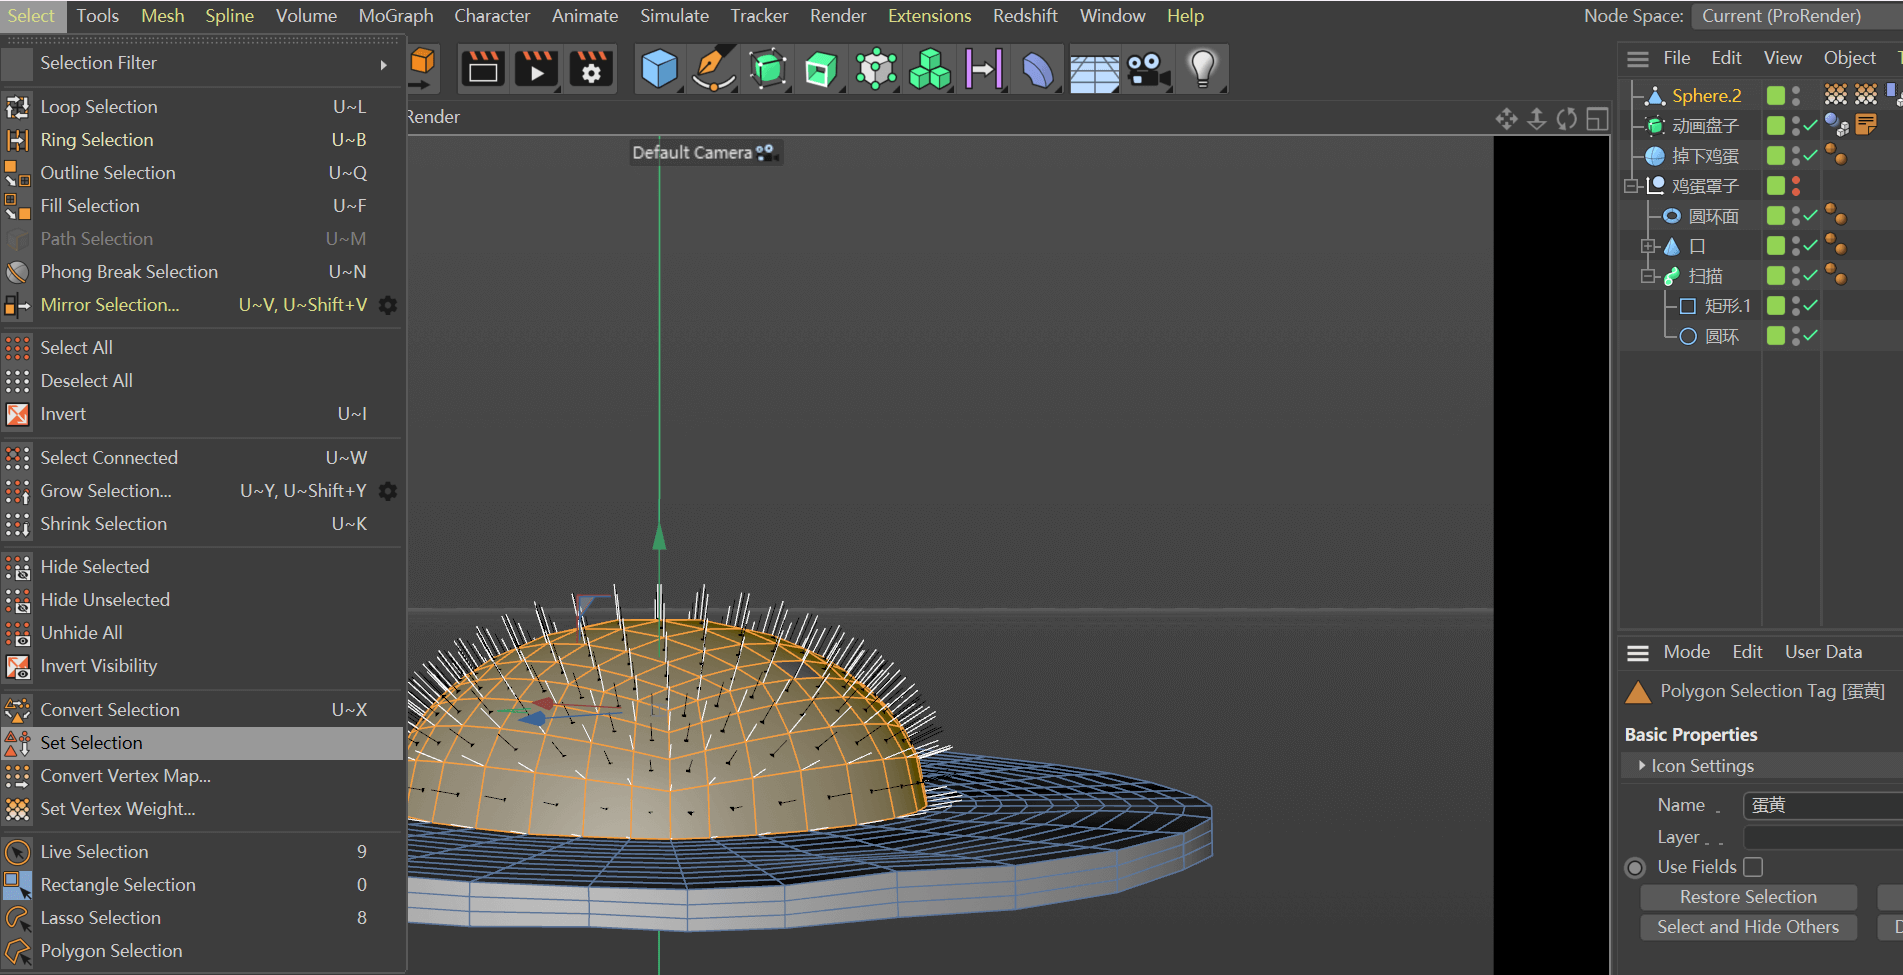 Select Tools Mesh Spline Volume MoGraph Character Animate Simulate Tracker Render Extensions Redshift Window Help Node Space: Current (ProRender)
Selection Filter
Loop Selection U~L
Ring Selection U~B
Outline Selection U~Q
Fill Selection U~F
Path Selection U~M
Phong Break Selection U~N
Mirror Selection... U~V, U~Shift+V
Select All
Deselect All
Invert U~I
Select Connected U~W
Grow Selection... U~Y, U~Shift+Y
Shrink Selection U~K
Hide Selected
Hide Unselected
Unhide All
Invert Visibility
Convert Selection U~X
Set Selection
Convert Vertex Map...
Set Vertex Weight...
Live Selection 9
Rectangle Selection 0
Lasso Selection 8
Polygon Selection
Render
Default Camera
File Edit View Object
Sphere.2
动画盘子
掉下鸡蛋
鸡蛋罩子
圆环面
口
扫描
矩形.1
圆环
Mode Edit User Data
Polygon Selection Tag [蛋黄]
Basic Properties
Icon Settings
Name 蛋黄
Layer
Use Fields
Restore Selection
Select and Hide Others